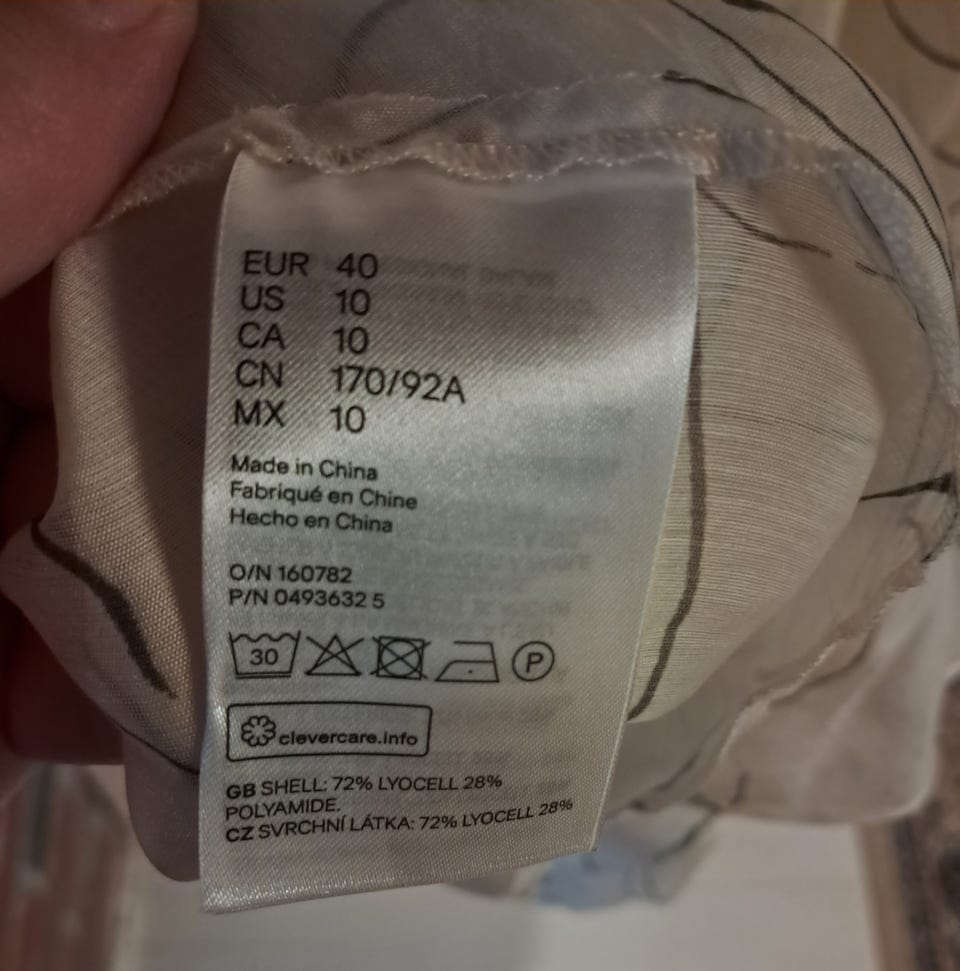 EUR 40
US 10
CA 10
CN 170/92A
MX 10
Made in China
Fabriqué en Chine
Hecho en China
O/N 160782
P/N 0493632 5
30
P
clevercare.info
GB SHELL: 72% LYOCELL 28%
POLYAMIDE.
CZ SVRCHNÍ LÁTKA: 72% LYOCELL 28%